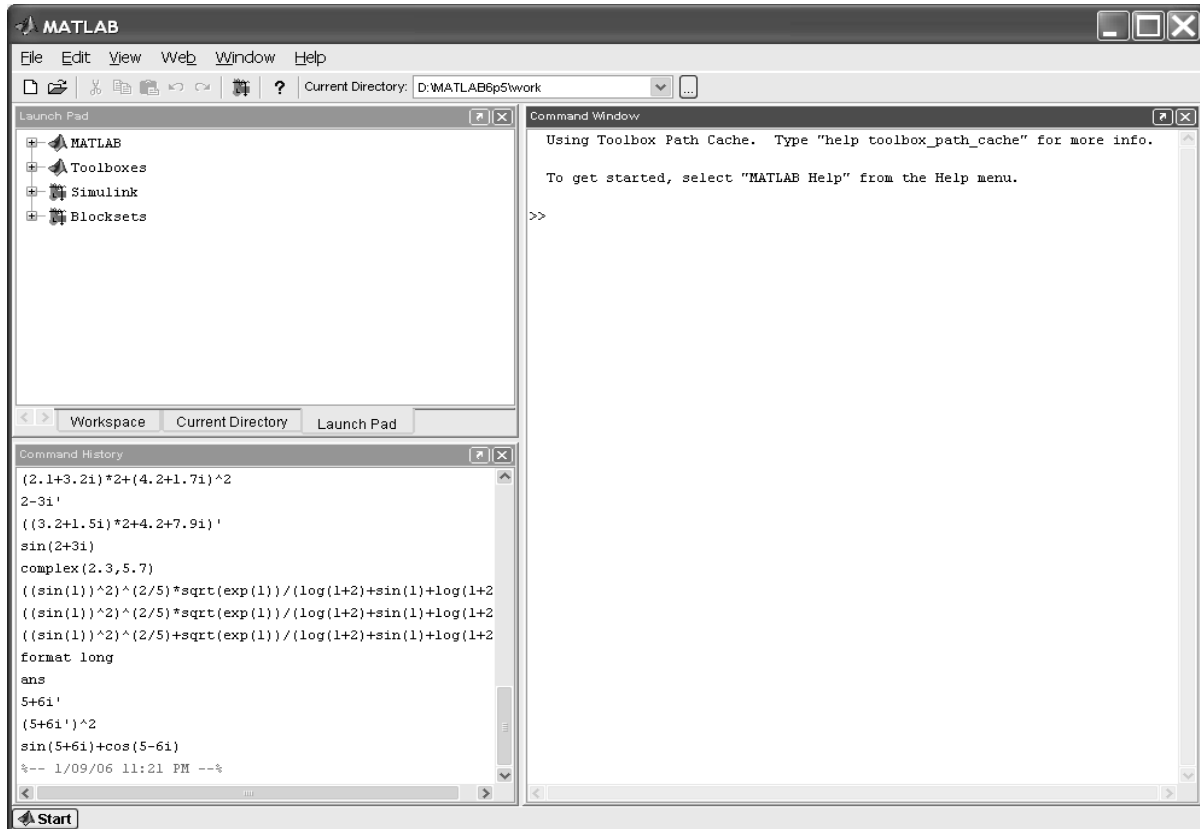 MATLAB
File Edit View Web Window Help
? Current Directory: D:\MATLAB6p5\work ...
Launch Pad
MATLAB
Toolboxes
Simulink
Blocksets
Workspace Current Directory Launch Pad
Command History
(2.1+3.2i)*2+(4.2+1.7i)^2
2-3i'
((3.2+1.5i)*2+4.2+7.9i)'
sin(2+3i)
complex(2.3,5.7)
((sin(1))^2)^(2/5)*sqrt(exp(1))/(log(1+2)+sin(1)+log(1+2
((sin(1))^2)^(2/5)*sqrt(exp(1))/(log(1+2)+sin(1)+log(1+2
((sin(1))^2)^(2/5)+sqrt(exp(1))/(log(1+2)+sin(1)+log(1+2
format long
ans
5+6i'
(5+6i')^2
sin(5+6i)+cos(5-6i)
%-- 1/09/06 11:21 PM --%
Command Window
Using Toolbox Path Cache. Type "help toolbox_path_cache" for more info.
To get started, select "MATLAB Help" from the Help menu.
>>
Start